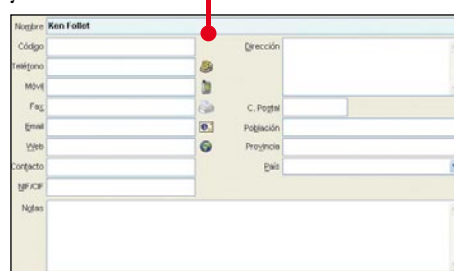 Nombre Ken Follet
Código Dirección
Teléfono
Móvil
Fax C. Postal
Email Población
Web Provincia
Contacto País
NIF/CIF
Notas